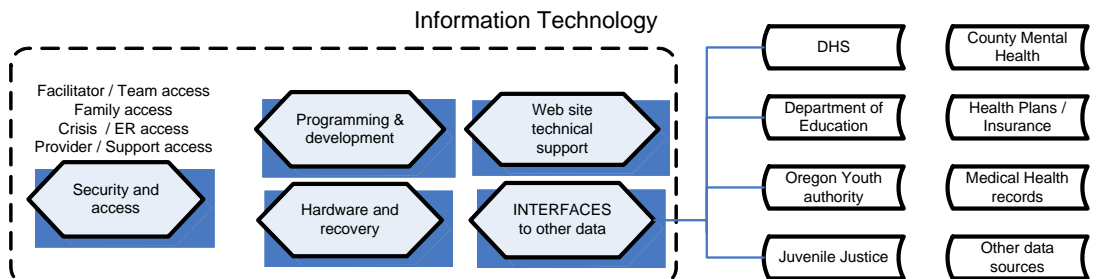 Information Technology
Facilitator / Team access
Family access
Crisis / ER access
Provider / Support access
Security and
access
Programming &
development
Web site
technical
support
Hardware and
recovery
INTERFACES
to other data
DHS
County Mental
Health
Department of
Education
Health Plans /
Insurance
Oregon Youth
authority
Medical Health
records
Juvenile Justice
Other data
sources